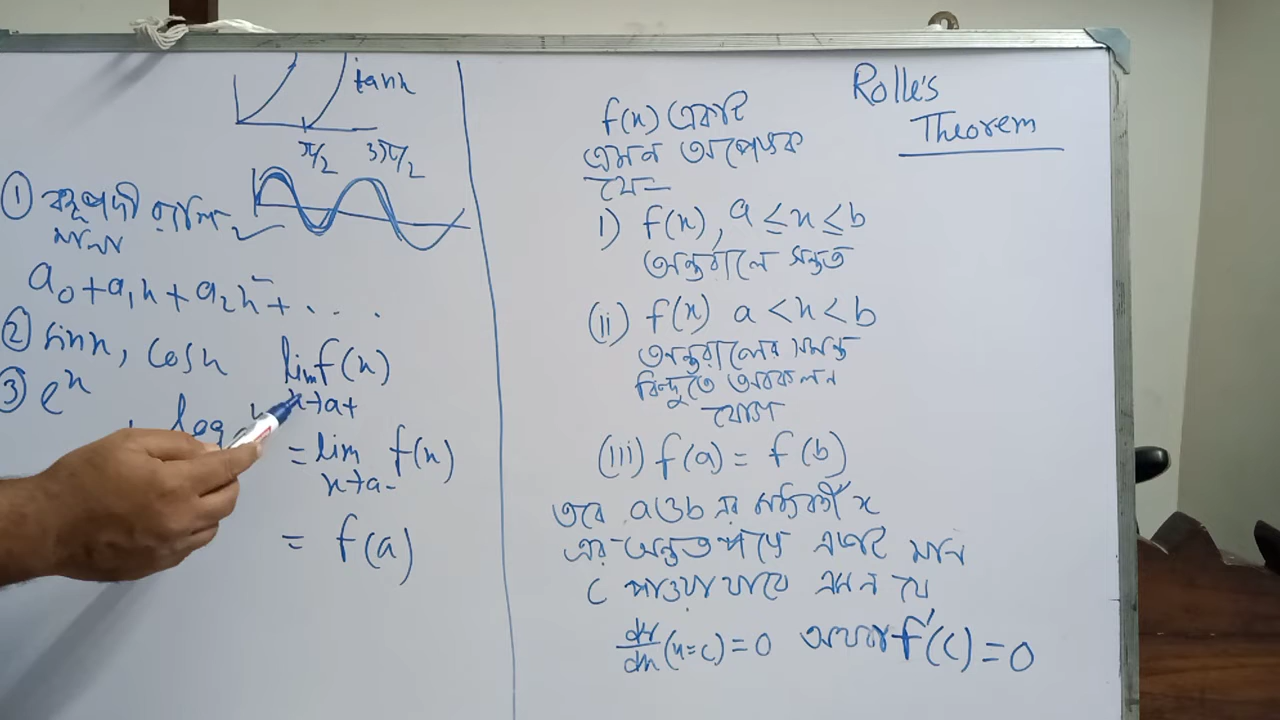 tanx
π/2 3π/2
① বহুপদী রাশি
মালা
a₀ + a₁x + a₂x² + . . .
② sinx, cosx
③ eˣ
log
lim f(x)
x→a+
= lim f(x)
x→a-
= f(a)
Rolle's
Theorem
f(x) একটি
এমন অপেক্ষক
যে-
i) f(x), a ≤ x ≤ b
অন্তরালে সন্তত
(ii) f(x) a < x < b
অন্তরালের সমস্ত
বিন্দুতে অবকলন
যোগ্য
(iii) f(a) = f(b)
তবে a ও b এর মধ্যবর্তী x
এর অন্তত পক্ষে একটি মান
c পাওয়া যাবে এমন যে
dy/dx (x=c) = 0 অথবা f'(c) = 0